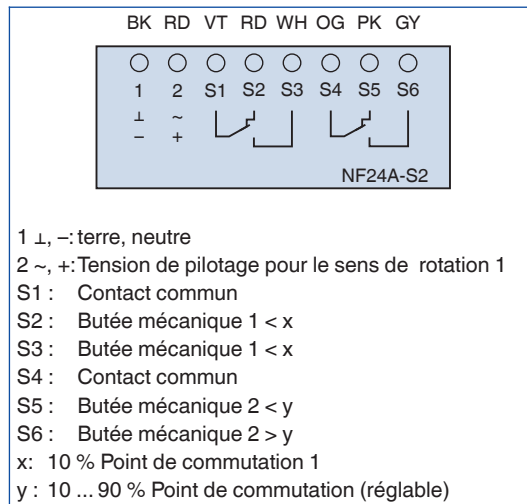 BK RD VT RD WH OG PK GY
1 2 S1 S2 S3 S4 S5 S6
⊥ ~
– +
NF24A-S2
1 ⊥, –: terre, neutre
2 ~, +: Tension de pilotage pour le sens de rotation 1
S1 : Contact commun
S2 : Butée mécanique 1 < x
S3 : Butée mécanique 1 < x
S4 : Contact commun
S5 : Butée mécanique 2 < y
S6 : Butée mécanique 2 > y
x: 10 % Point de commutation 1
y : 10 ... 90 % Point de commutation (réglable)